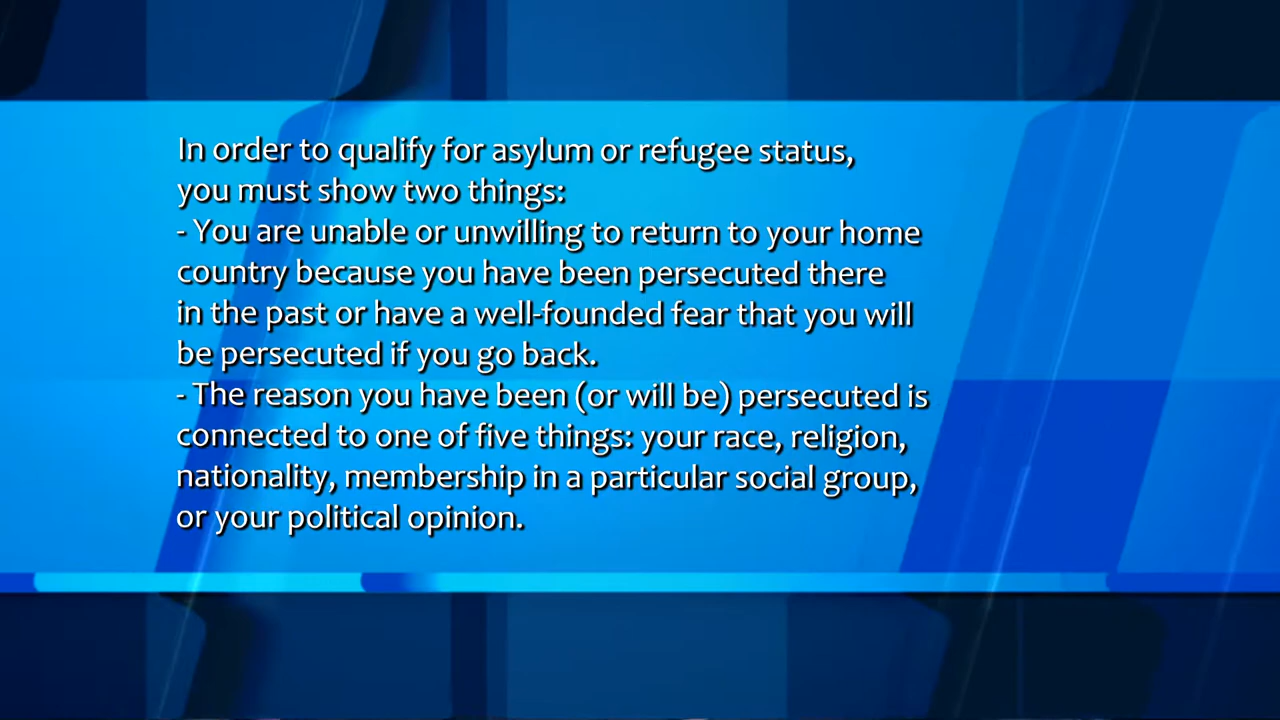 In order to qualify for asylum or refugee status,
you must show two things:
- You are unable or unwilling to return to your home
country because you have been persecuted there
in the past or have a well-founded fear that you will
be persecuted if you go back.
- The reason you have been (or will be) persecuted is
connected to one of five things: your race, religion,
nationality, membership in a particular social group,
or your political opinion.